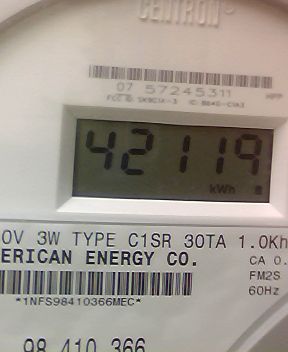 CENTRON
07 57245311
42119
kWh
0V 3W TYPE C1SR 30TA 1.0Kh
ERICAN ENERGY CO.
CA 0.
FM2S
*1NFS98410366MEC*
60Hz
98 410 366